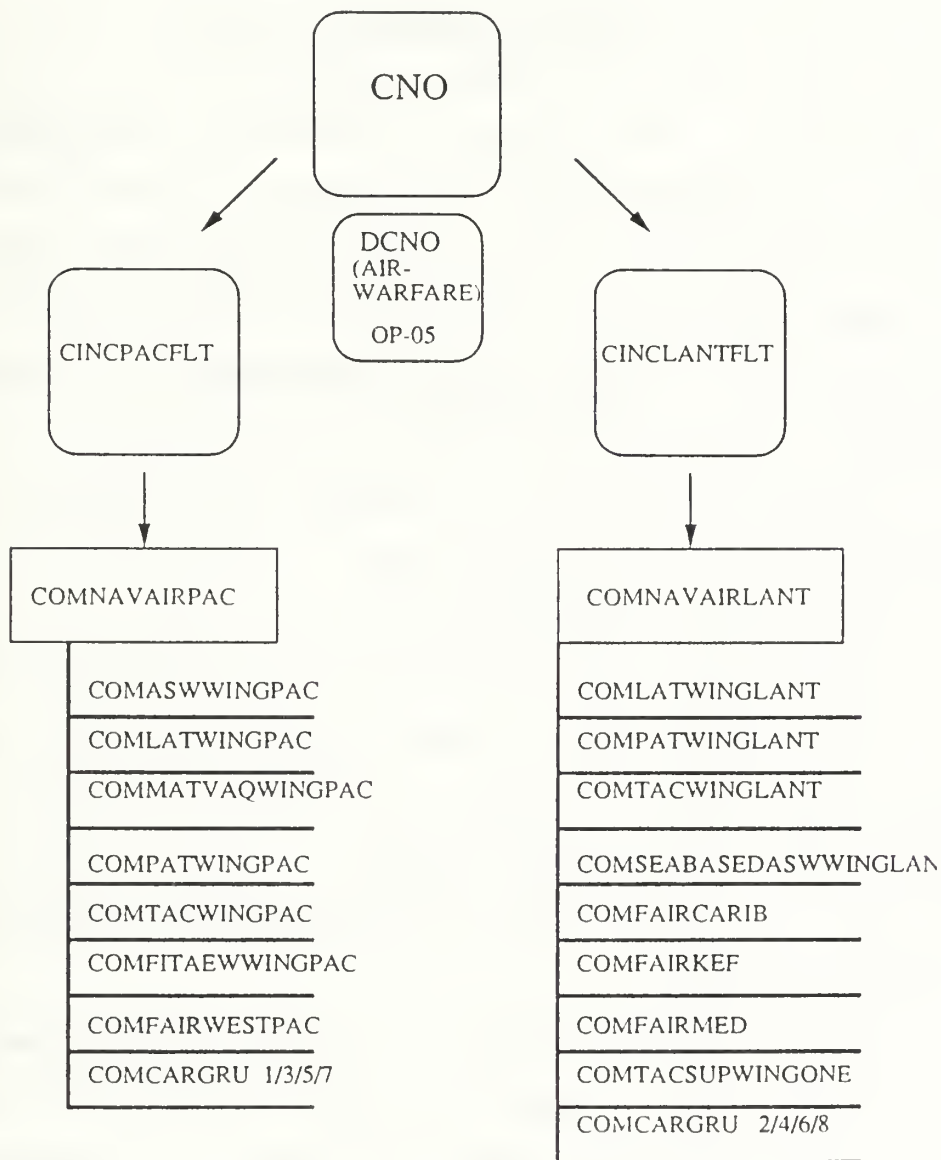 CNO
DCNO
(AIR-
WARFARE)
OP-05
CINCPACFLT
CINCLANTFLT
COMNAVAIRPAC
COMASWWINGPAC
COMLATWINGPAC
COMMATVAQWINGPAC
COMPATWINGPAC
COMTACWINGPAC
COMFITAEWWINGPAC
COMFAIRWESTPAC
COMCARGRU 1/3/5/7
COMNAVAIRLANT
COMLATWINGLANT
COMPATWINGLANT
COMTACWINGLANT
COMSEABASEDASWWINGLAN
COMFAIRCARIB
COMFAIRKEF
COMFAIRMED
COMTACSUPWINGONE
COMCARGRU 2/4/6/8